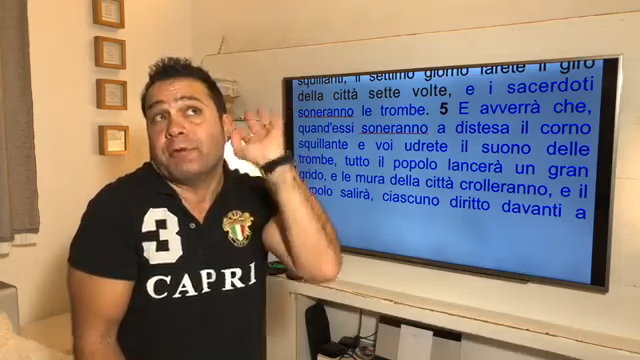 squillanti; il settimo giorno farete il giro
della città sette volte, e i sacerdoti
soneranno le trombe. 5 E avverrà che,
quand'essi soneranno a distesa il corno
squillante e voi udrete il suono delle
trombe, tutto il popolo lancerà un gran
grido, e le mura della città crolleranno, e il
popolo salirà, ciascuno diritto davanti a
3
CAPRI